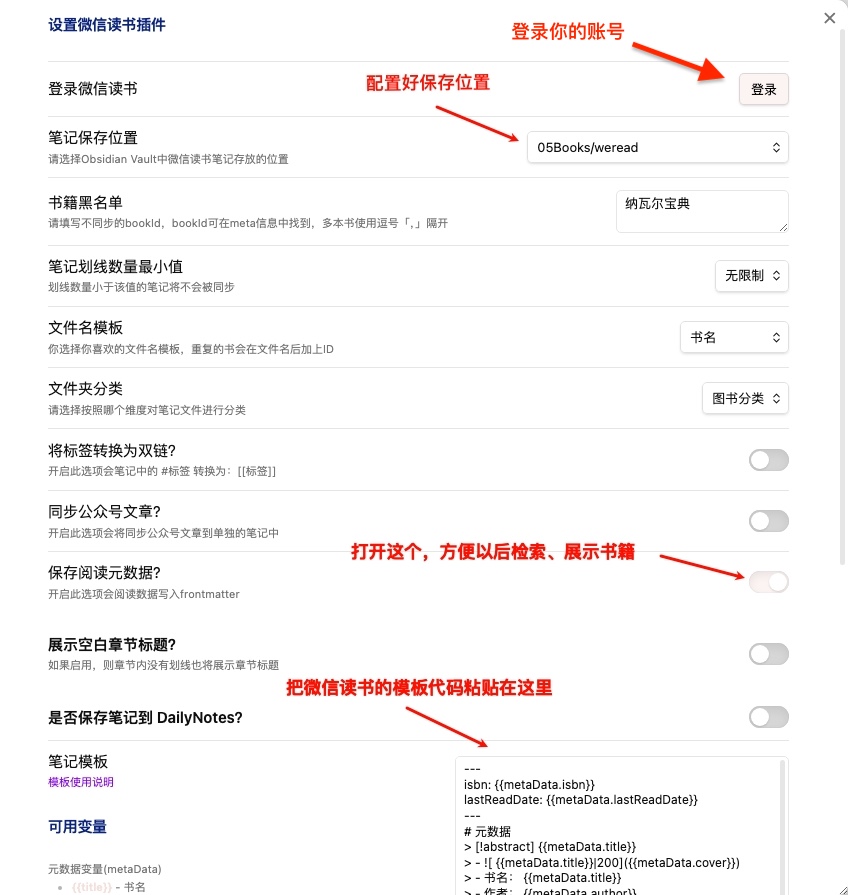 设置微信读书插件
登录你的账号
登录微信读书
登录
配置好保存位置
笔记保存位置
请选择Obsidian Vault中微信读书笔记存放的位置
05Books/weread
书籍黑名单
请填写不同步的bookId，bookId可在meta信息中找到，多本书使用逗号「，」隔开
纳瓦尔宝典
笔记划线数量最小值
划线数量小于该值的笔记将不会被同步
无限制
文件名模板
你选择你喜欢的文件名模板，重复的书会在文件名后加上ID
书名
文件夹分类
请选择按照哪个维度对笔记文件进行分类
图书分类
将标签转换为双链?
开启此选项会笔记中的 #标签 转换为：[[标签]]
同步公众号文章?
开启此选项会将同步公众号文章到单独的笔记中
打开这个，方便以后检索、展示书籍
保存阅读元数据?
开启此选项会阅读数据写入frontmatter
展示空白章节标题?
如果启用，则章节内没有划线也将展示章节标题
把微信读书的模板代码粘贴在这里
是否保存笔记到 DailyNotes?
笔记模板
模板使用说明
---
isbn: {{metaData.isbn}}
lastReadDate: {{metaData.lastReadDate}}
---
# 元数据
> [!abstract] {{metaData.title}}
> - ![ {{metaData.title}}|200]({{metaData.cover}})
> - 书名： {{metaData.title}}
> - 作者： {{metaData.author}}
可用变量
元数据变量(metaData)
• {{title}} - 书名